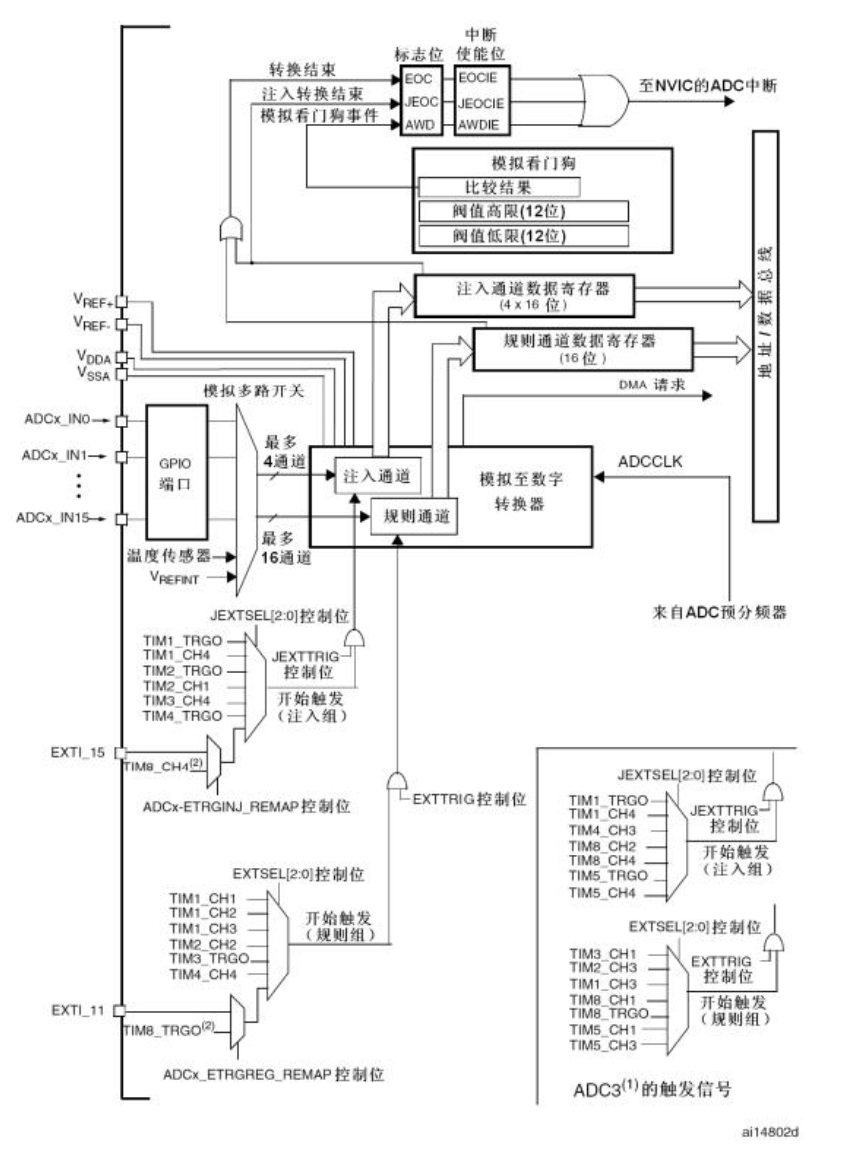 中断
标志位 使能位
转换结束
EOC
EOCIE
注入转换结束
JEOC
JEOCIE
至NVIC的ADC中断
模拟看门狗事件
AWD
AWDIE
模拟看门狗
比较结果
阀值高限(12位)
阀值低限(12位)
地址/数据总线
注入通道数据寄存器
(4 x 16 位)
规则通道数据寄存器
(16 位)
VREF+
VREF-
VDDA
VSSA
DMA 请求
模拟多路开关
ADCx_IN0
ADCx_IN1
ADCx_IN15
GPIO
端口
最多
4通道
注入通道
规则通道
模拟至数字
转换器
ADCCLK
最多
16通道
温度传感器
VREFINT
来自ADC预分频器
JEXTSEL[2:0]控制位
TIM1_TRGO
TIM1_CH4
TIM2_TRGO
TIM2_CH1
TIM3_CH4
TIM4_TRGO
JEXTTRIG
控制位
开始触发
(注入组)
EXTI_15
TIM8_CH4(2)
ADCx-ETRGINJ_REMAP控制位
EXTTRIG控制位
EXTSEL[2:0]控制位
TIM1_CH1
TIM1_CH2
TIM1_CH3
TIM2_CH2
TIM3_TRGO
TIM4_CH4
开始触发
(规则组)
EXTI_11
TIM8_TRGO(2)
ADCx_ETRGREG_REMAP 控制位
JEXTSEL[2:0]控制位
TIM1_TRGO
TIM1_CH4
TIM4_CH3
TIM8_CH2
TIM8_CH4
TIM5_TRGO
TIM5_CH4
JEXTTRIG
控制位
开始触发
(注入组)
EXTSEL[2:0]控制位
TIM3_CH1
TIM2_CH3
TIM1_CH3
TIM8_CH1
TIM8_TRGO
TIM5_CH1
TIM5_CH3
EXTTRIG
控制位
开始触发
(规则组)
ADC3(1)的触发信号
ai14802d